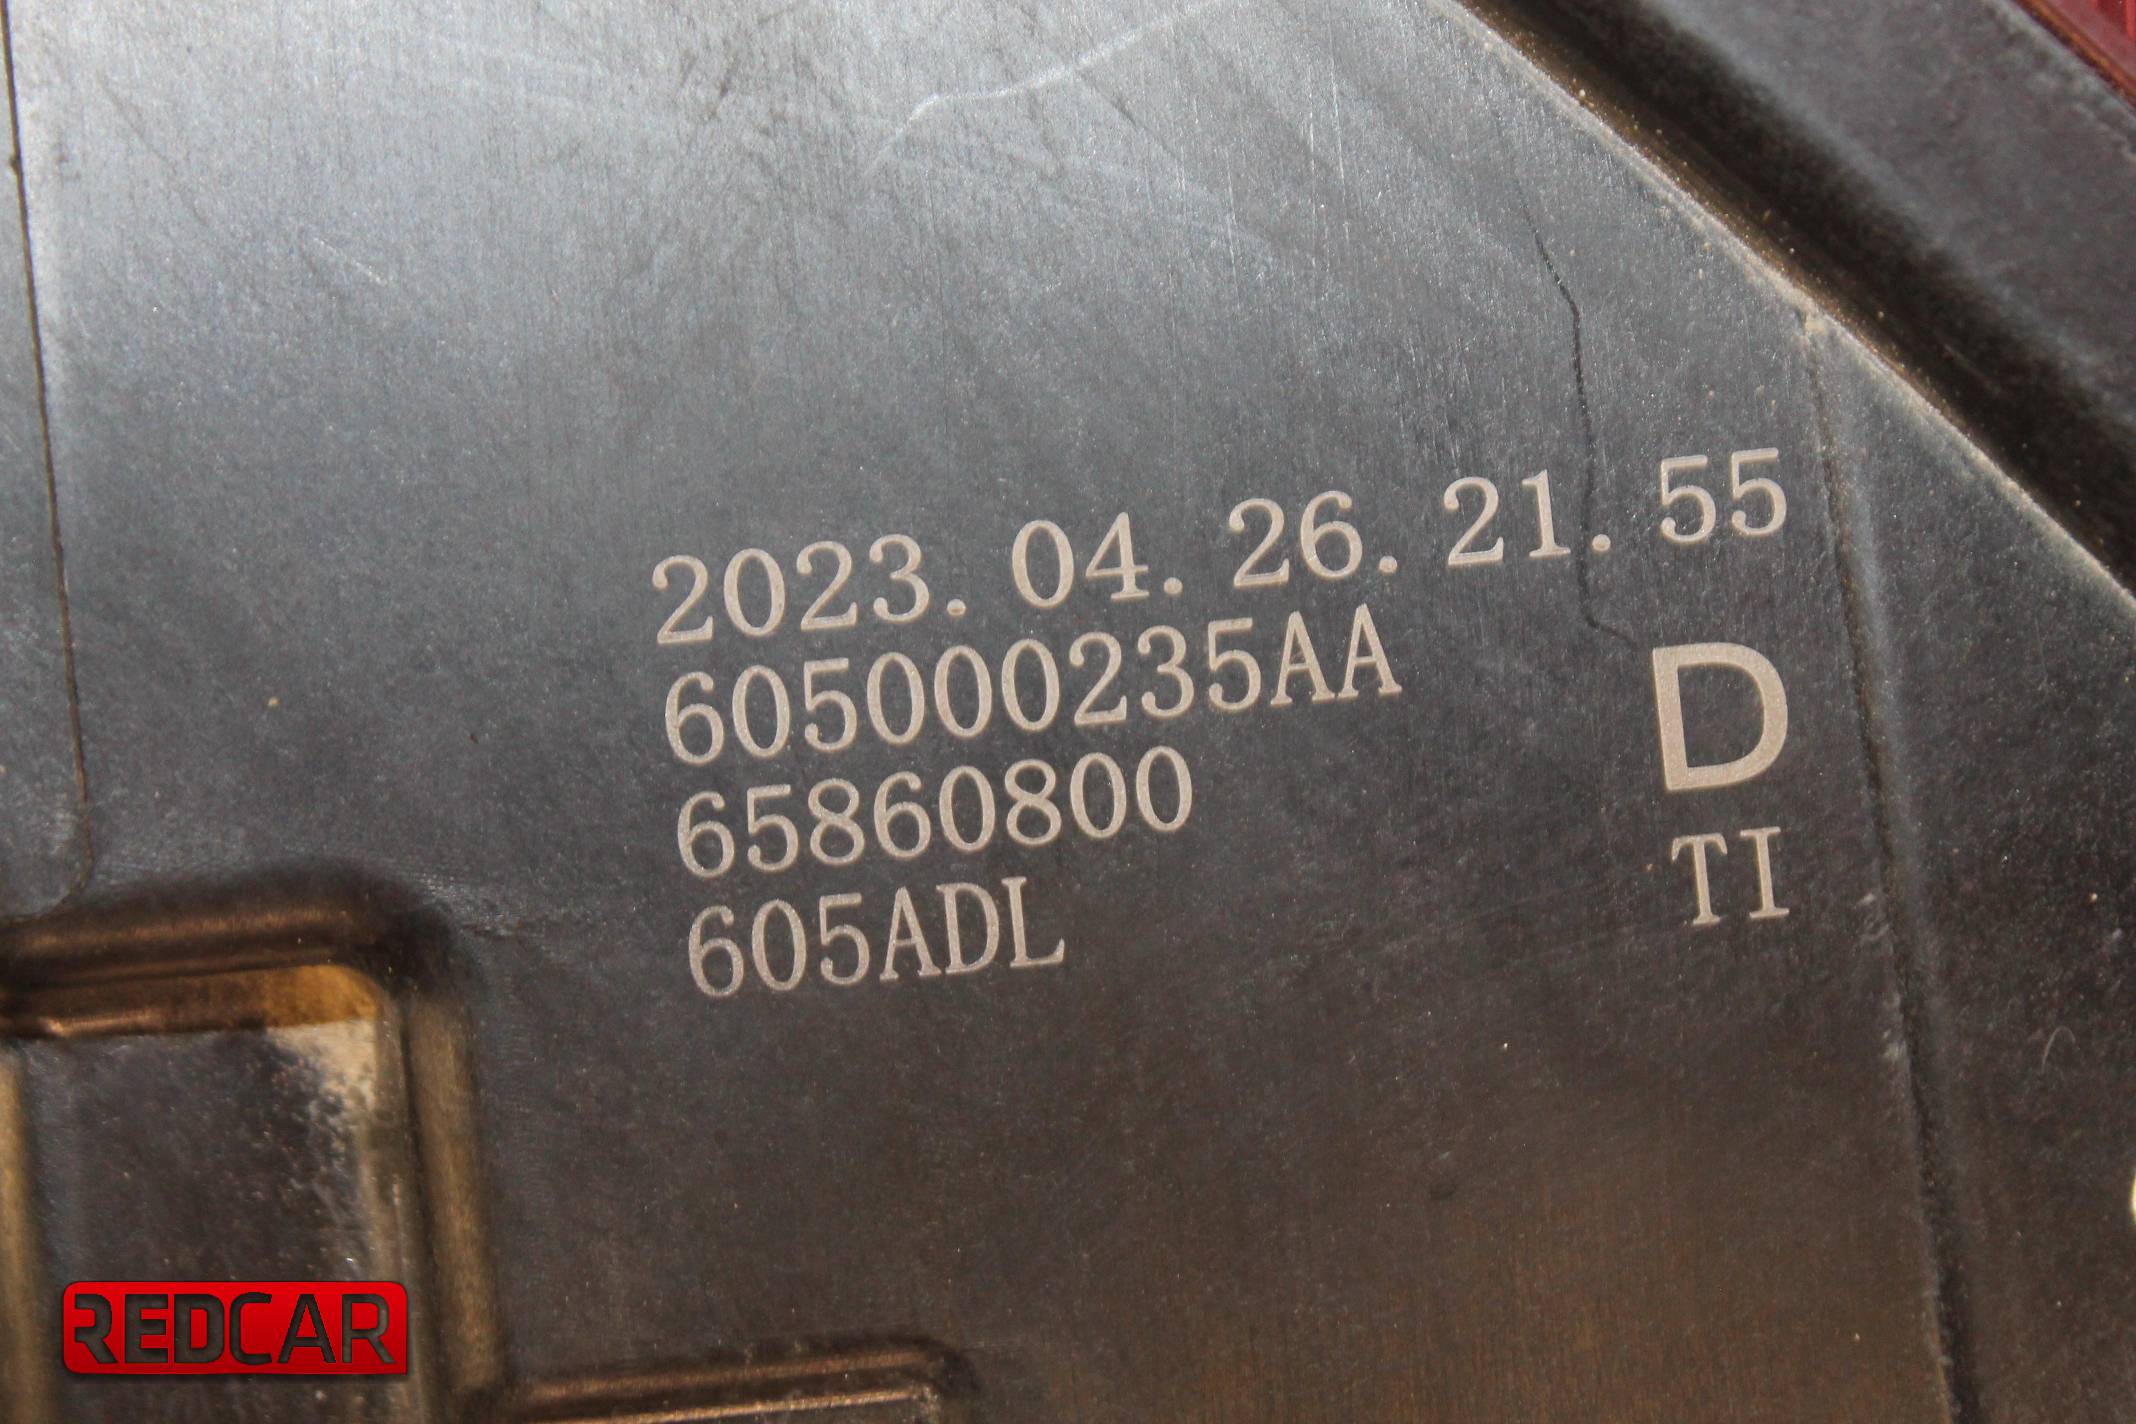 2023. 04. 26. 21. 55
605000235AA
65860800
605ADL
D
TI
REDCAR